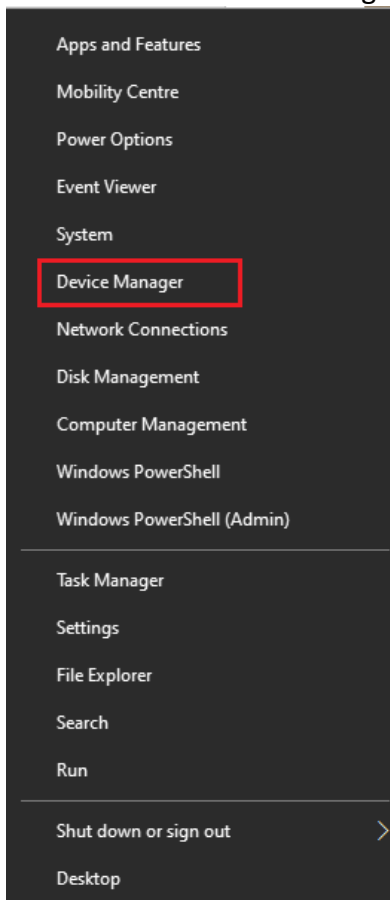 Apps and Features
Mobility Centre
Power Options
Event Viewer
System
Device Manager
Network Connections
Disk Management
Computer Management
Windows PowerShell
Windows PowerShell (Admin)
Task Manager
Settings
File Explorer
Search
Run
Shut down or sign out
Desktop